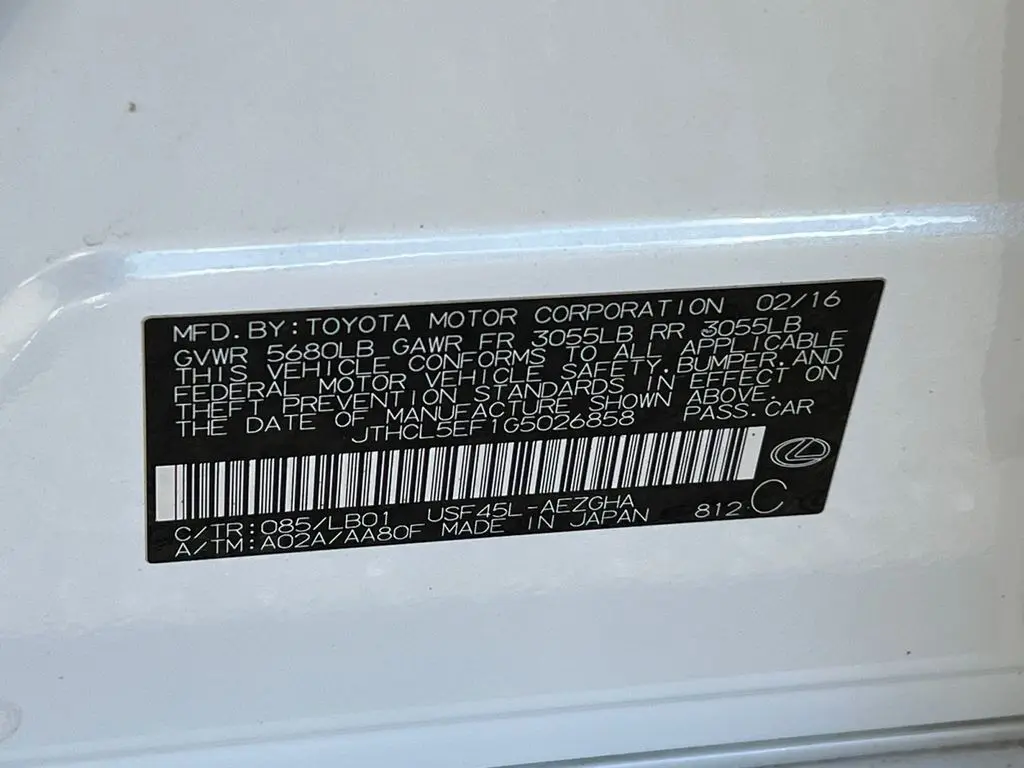 MFD.BY:TOYOTA MOTOR CORPORATION 02/16
GVWR 5680LB GAWR FR 3055LB RR 3055LB
THIS VEHICLE CONFORMS TO ALL APPLICABLE
FEDERAL MOTOR VEHICLE SAFETY,BUMPER,AND
THEFT PREVENTION STANDARDS IN EFFECT ON
THE DATE OF MANUFACTURE SHOWN ABOVE.
JTHCL5EF1G5026858 PASS.CAR
C/TR:085/LB01 USF45L-AEZGHA 812 C
A/TM:A02A/AA80F MADE IN JAPAN